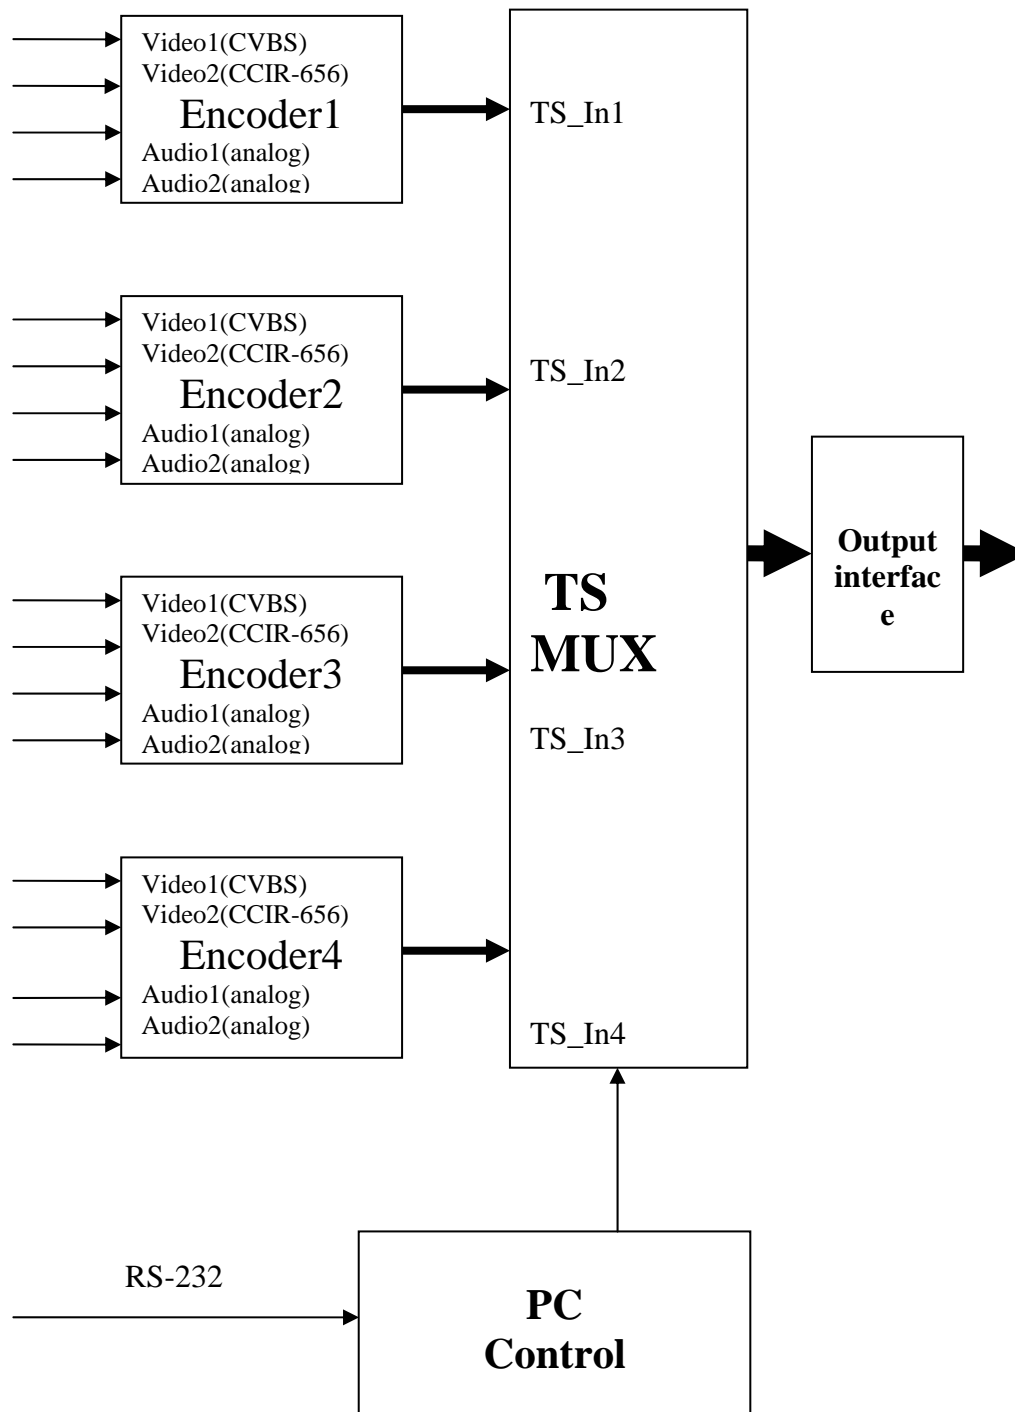 Video1(CVBS)
Video2(CCIR-656)
Encoder1
Audio1(analog)
Audio2(analog)
TS_In1
Video1(CVBS)
Video2(CCIR-656)
Encoder2
Audio1(analog)
Audio2(analog)
TS_In2
Video1(CVBS)
Video2(CCIR-656)
Encoder3
Audio1(analog)
Audio2(analog)
TS
MUX
TS_In3
Output
interfac
e
Video1(CVBS)
Video2(CCIR-656)
Encoder4
Audio1(analog)
Audio2(analog)
TS_In4
RS-232
PC
Control